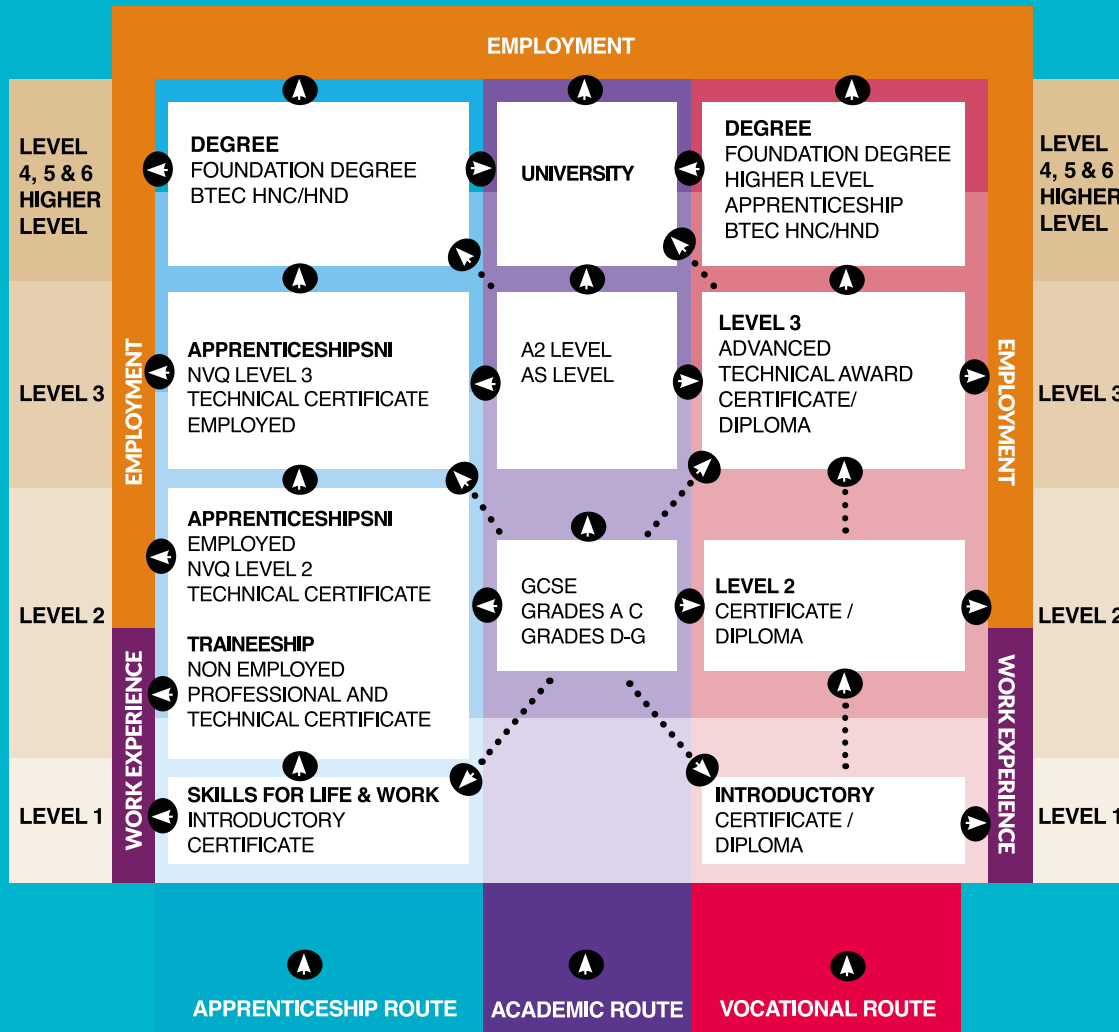 EMPLOYMENT
LEVEL
4, 5 & 6
HIGHER
LEVEL
DEGREE
FOUNDATION DEGREE
BTEC HNC/HND
UNIVERSITY
DEGREE
FOUNDATION DEGREE
HIGHER LEVEL
APPRENTICESHIP
BTEC HNC/HND
LEVEL
4, 5 & 6
HIGHER
LEVEL
LEVEL 3
EMPLOYMENT
APPRENTICESHIPSNI
NVQ LEVEL 3
TECHNICAL CERTIFICATE
EMPLOYED
A2 LEVEL
AS LEVEL
LEVEL 3
ADVANCED
TECHNICAL AWARD
CERTIFICATE/
DIPLOMA
EMPLOYMENT
LEVEL 3
LEVEL 2
APPRENTICESHIPSNI
EMPLOYED
NVQ LEVEL 2
TECHNICAL CERTIFICATE
TRAINEESHIP
NON EMPLOYED
PROFESSIONAL AND
TECHNICAL CERTIFICATE
GCSE
GRADES A C
GRADES D-G
LEVEL 2
CERTIFICATE /
DIPLOMA
LEVEL 2
WORK EXPERIENCE
WORK EXPERIENCE
LEVEL 1
SKILLS FOR LIFE & WORK
INTRODUCTORY
CERTIFICATE
INTRODUCTORY
CERTIFICATE /
DIPLOMA
LEVEL 1
APPRENTICESHIP ROUTE
ACADEMIC ROUTE
VOCATIONAL ROUTE